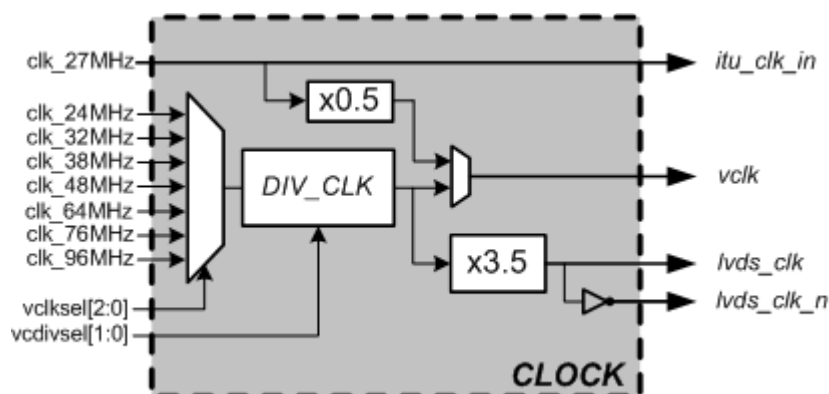 clk_27MHz
itu_clk_in
x0.5
clk_24MHz
clk_32MHz
clk_38MHz
clk_48MHz
clk_64MHz
clk_76MHz
clk_96MHz
DIV_CLK
vclk
x3.5
lvds_clk
lvds_clk_n
vclksel[2:0]
vcdivsel[1:0]
CLOCK